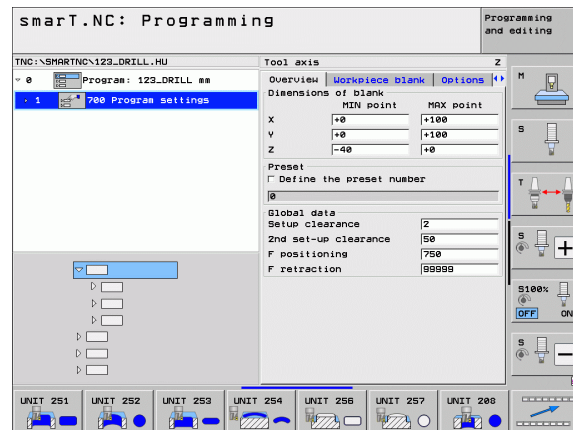 smarT.NC: Programming
Programming
and editing
TNC:\SMARTNC\123_DRILL.HU
Tool axis Z
0 Program: 123_DRILL mm
1 700 Program settings
Overview Workpiece blank Options
Dimensions of blank
MIN point MAX point
X +0 +100
Y +0 +100
Z -40 +0
Preset
Define the preset number
0
Global data
Setup clearance 2
2nd set-up clearance 50
F positioning 750
F retraction 99999
M
S
T
S
S100%
OFF ON
S
UNIT 251 UNIT 252 UNIT 253 UNIT 254 UNIT 256 UNIT 257 UNIT 208